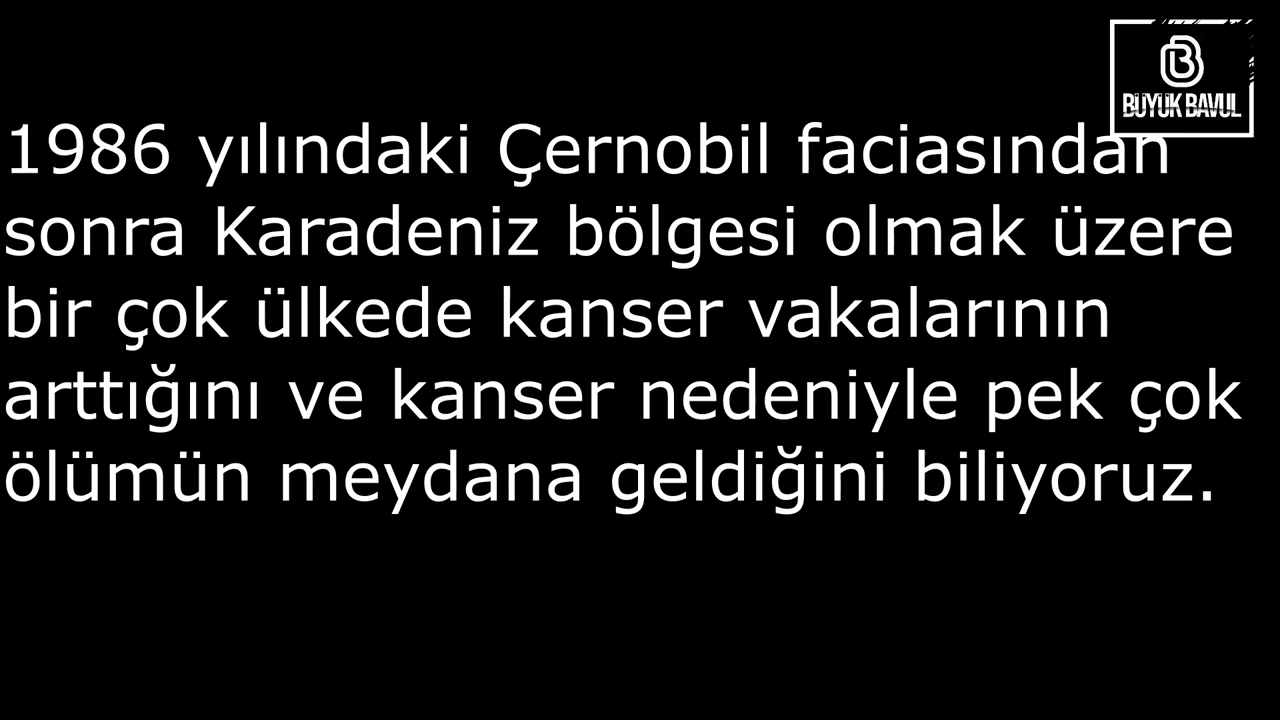 BÜYÜK BAVUL
1986 yılındaki Çernobil faciasından
sonra Karadeniz bölgesi olmak üzere
bir çok ülkede kanser vakalarının
arttığını ve kanser nedeniyle pek çok
ölümün meydana geldiğini biliyoruz.